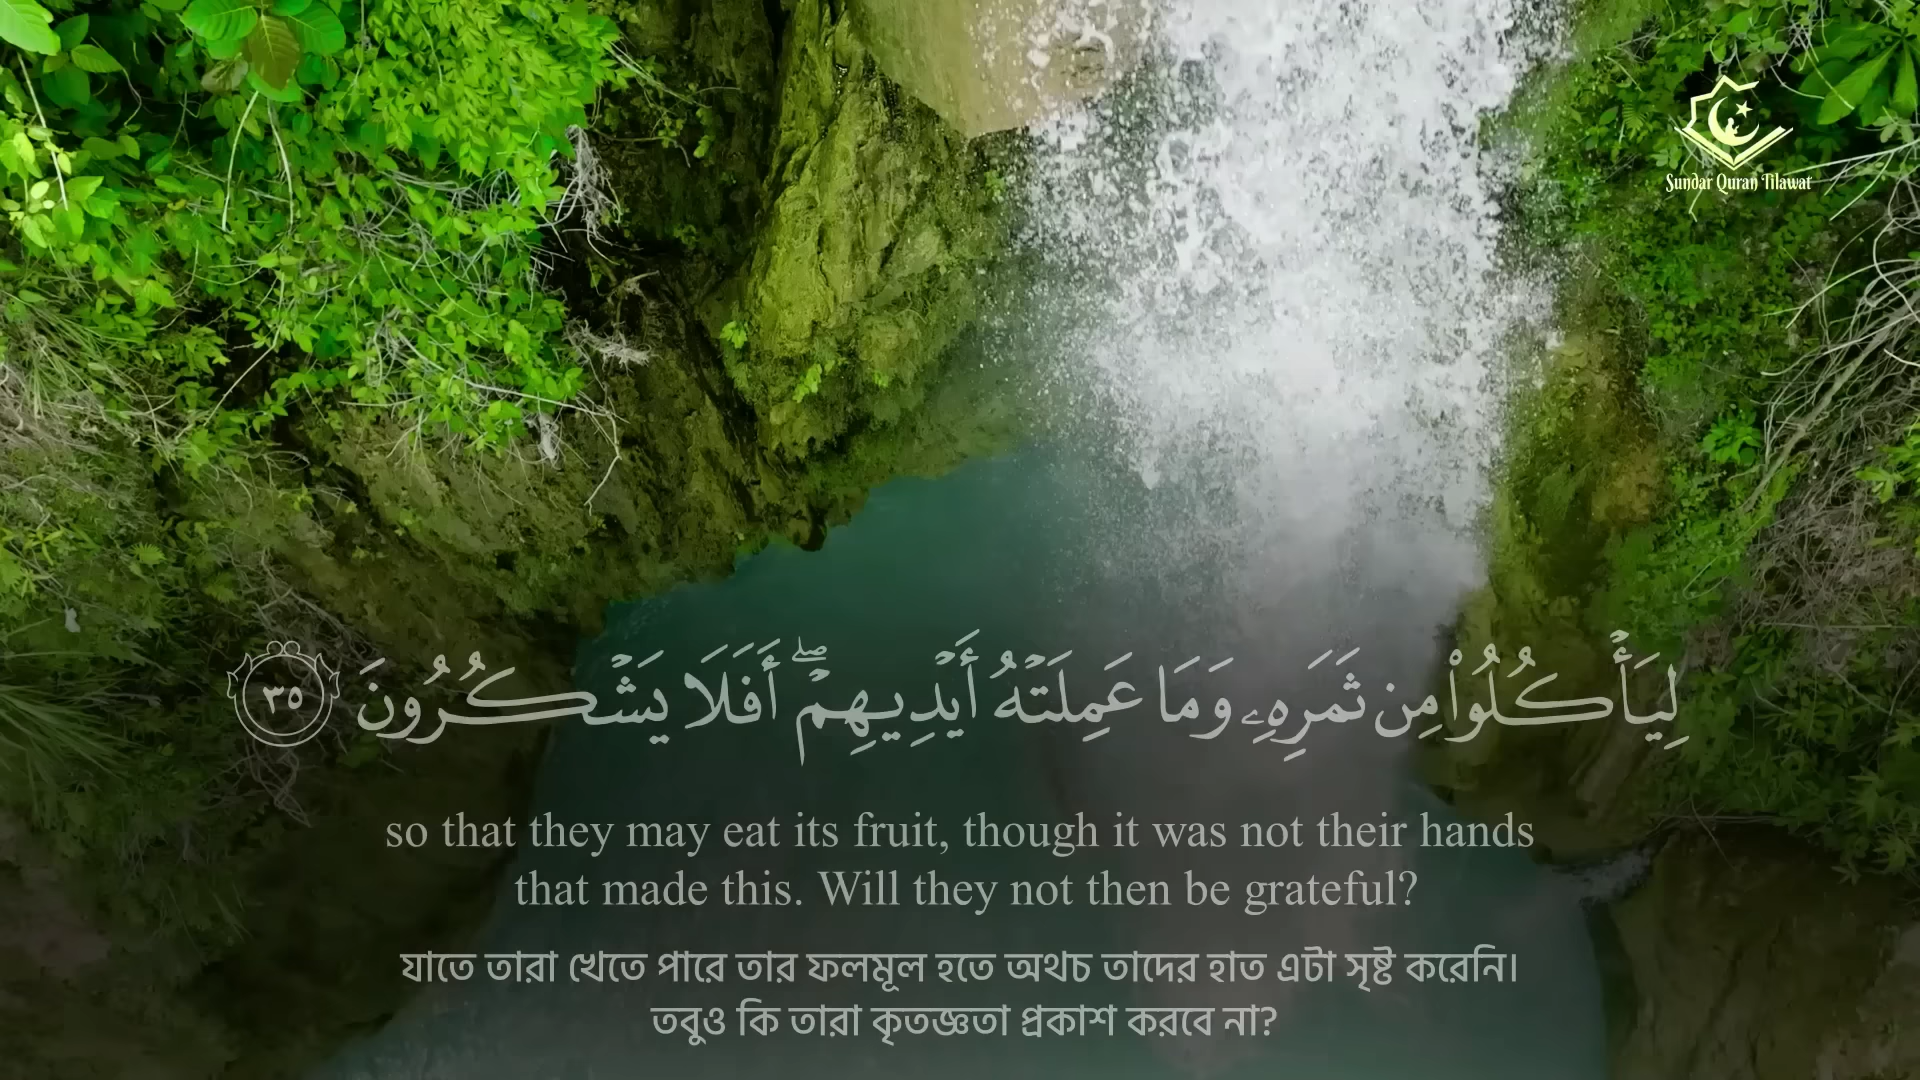 Sundar Quran Tilawat
لِيَأۡكُلُواْ مِن ثَمَرِهِۦ وَمَا عَمِلَتۡهُ أَيۡدِيهِمۡۚ أَفَلَا يَشۡكُرُونَ ٣٥
so that they may eat its fruit, though it was not their hands
that made this. Will they not then be grateful?
যাতে তারা খেতে পারে তার ফলমূল হতে অথচ তাদের হাত এটা সৃষ্ট করেনি।
তবুও কি তারা কৃতজ্ঞতা প্রকাশ করবে না?